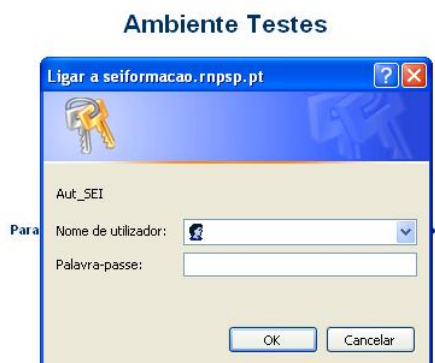 Ambiente Testes
Ligar a seiformacao.rnpsp.pt
Aut_SEI
Para
Nome de utilizador:
Palavra-passe:
OK
Cancelar